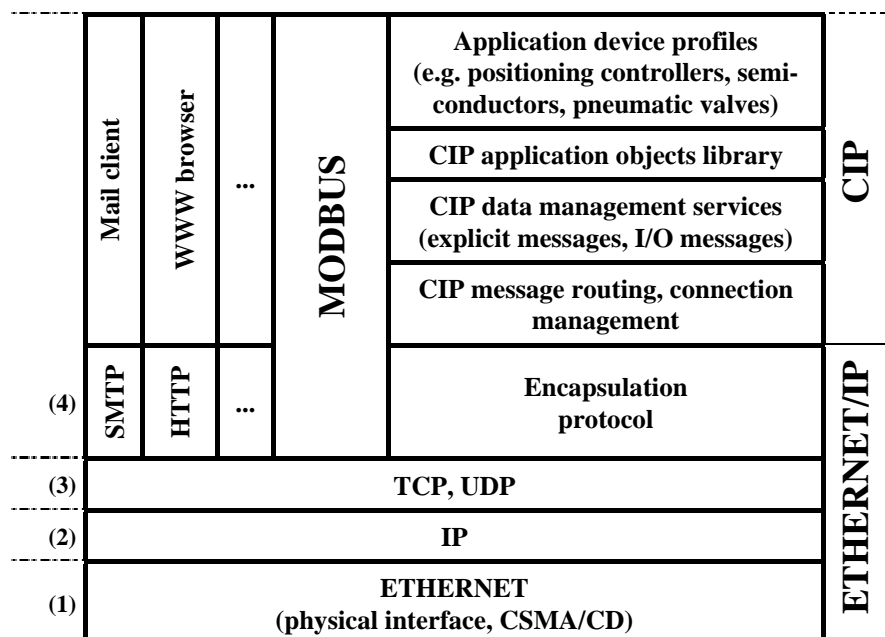 Mail client
WWW browser
...
MODBUS
Application device profiles
(e.g. positioning controllers, semi-
conductors, pneumatic valves)
CIP application objects library
CIP data management services
(explicit messages, I/O messages)
CIP message routing, connection
management
CIP
(4)
SMTP
HTTP
...
Encapsulation
protocol
ETHERNET/IP
(3)
TCP, UDP
(2)
IP
(1)
ETHERNET
(physical interface, CSMA/CD)